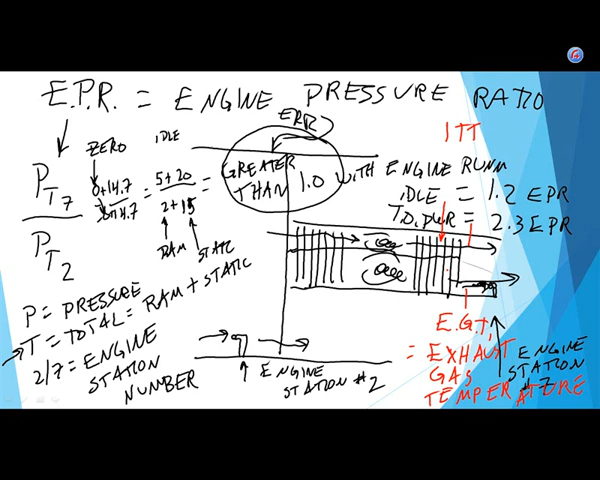 E.P.R. = ENGINE PRESSURE RATIO
EPR
ITT
ZERO
IDLE
PT7
PT2
0+14.7
0+14.7
=
5+20
2+15
=
GREATER
THAN 1.0 WITH ENGINE RUNN
IDLE = 1.2 EPR
T.O. PWR = 2.3 EPR
RAM
STATIC
P = PRESSURE
T = TOTAL = RAM + STATIC
2/7 = ENGINE
STATION
NUMBER
ENGINE
STATION #2
E.G.T.
= EXHAUST
GAS
TEMPERATURE
ENGINE
STATION
#7